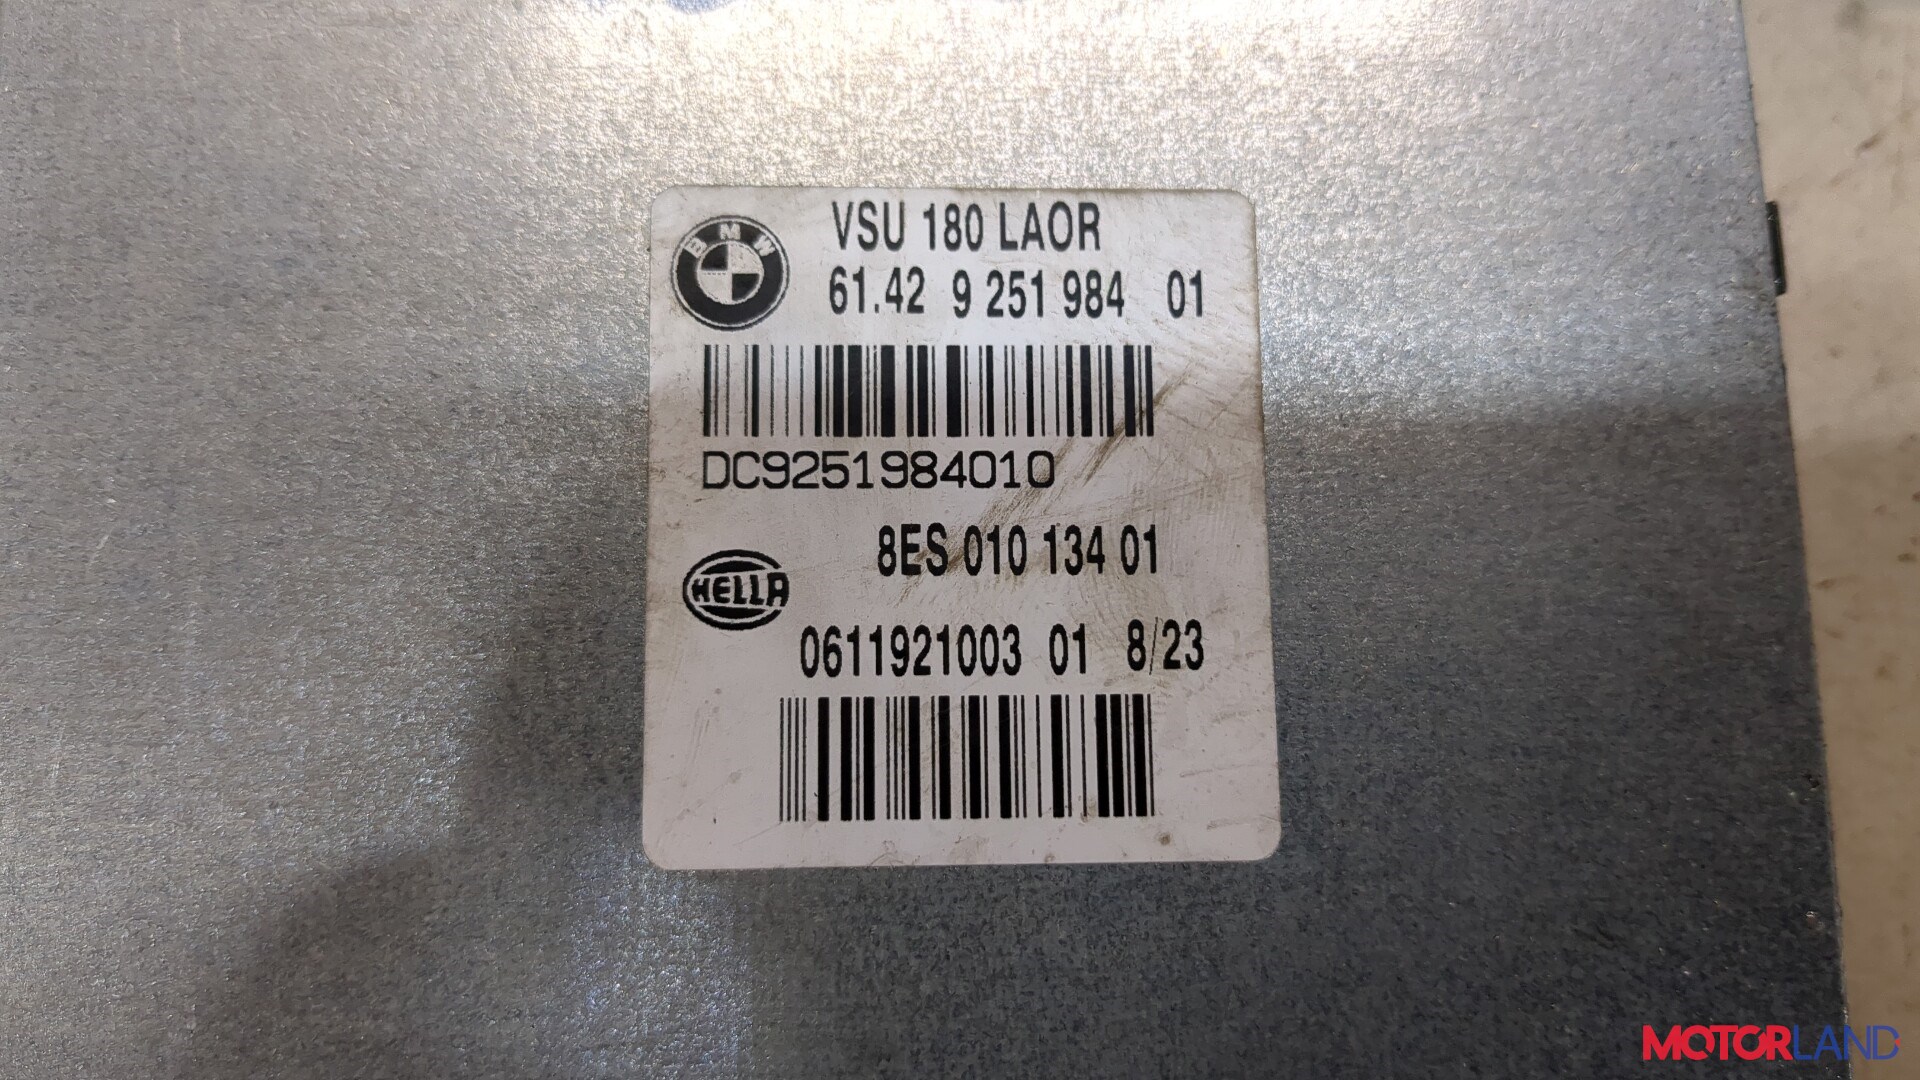 BMW
VSU 180 LAOR
61.42 9 251 984 01
DC9251984010
8ES 010 134 01
HELLA
0611921003 01 8/23
MOTORLAND